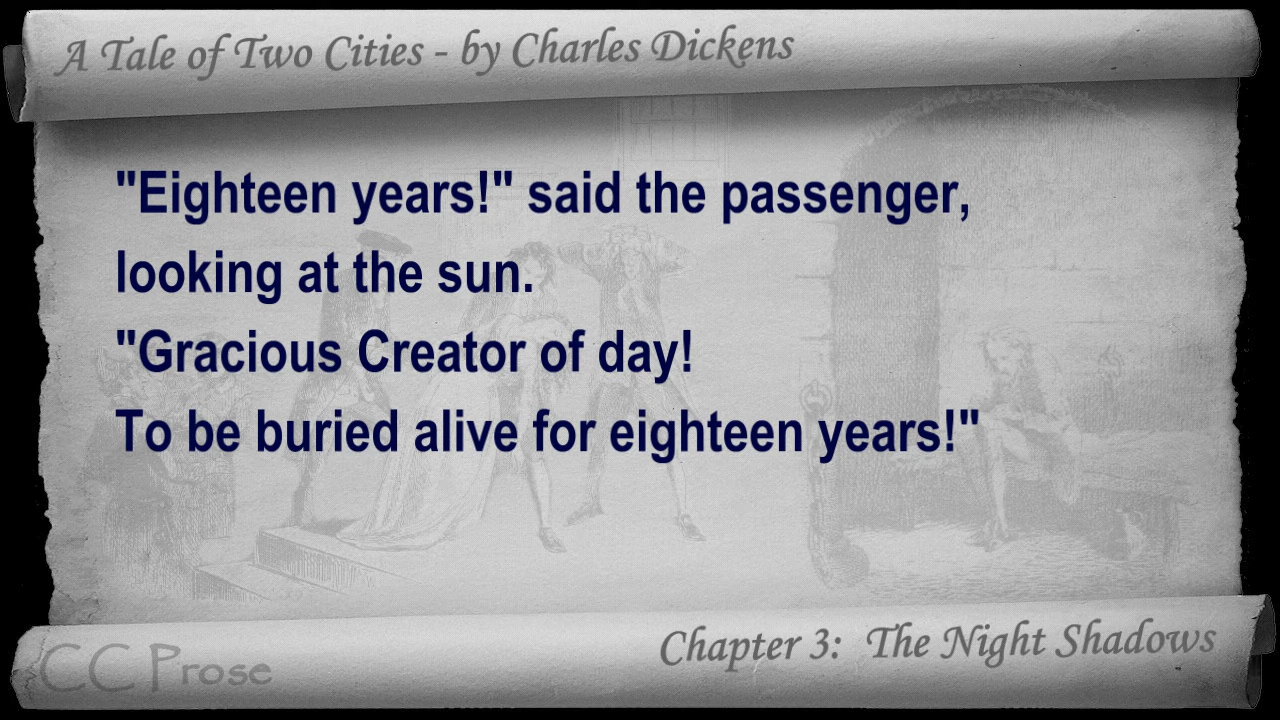 A Tale of Two Cities - by Charles Dickens
"Eighteen years!" said the passenger,
looking at the sun.
"Gracious Creator of day!
To be buried alive for eighteen years!"
Chapter 3: The Night Shadows
CC Prose